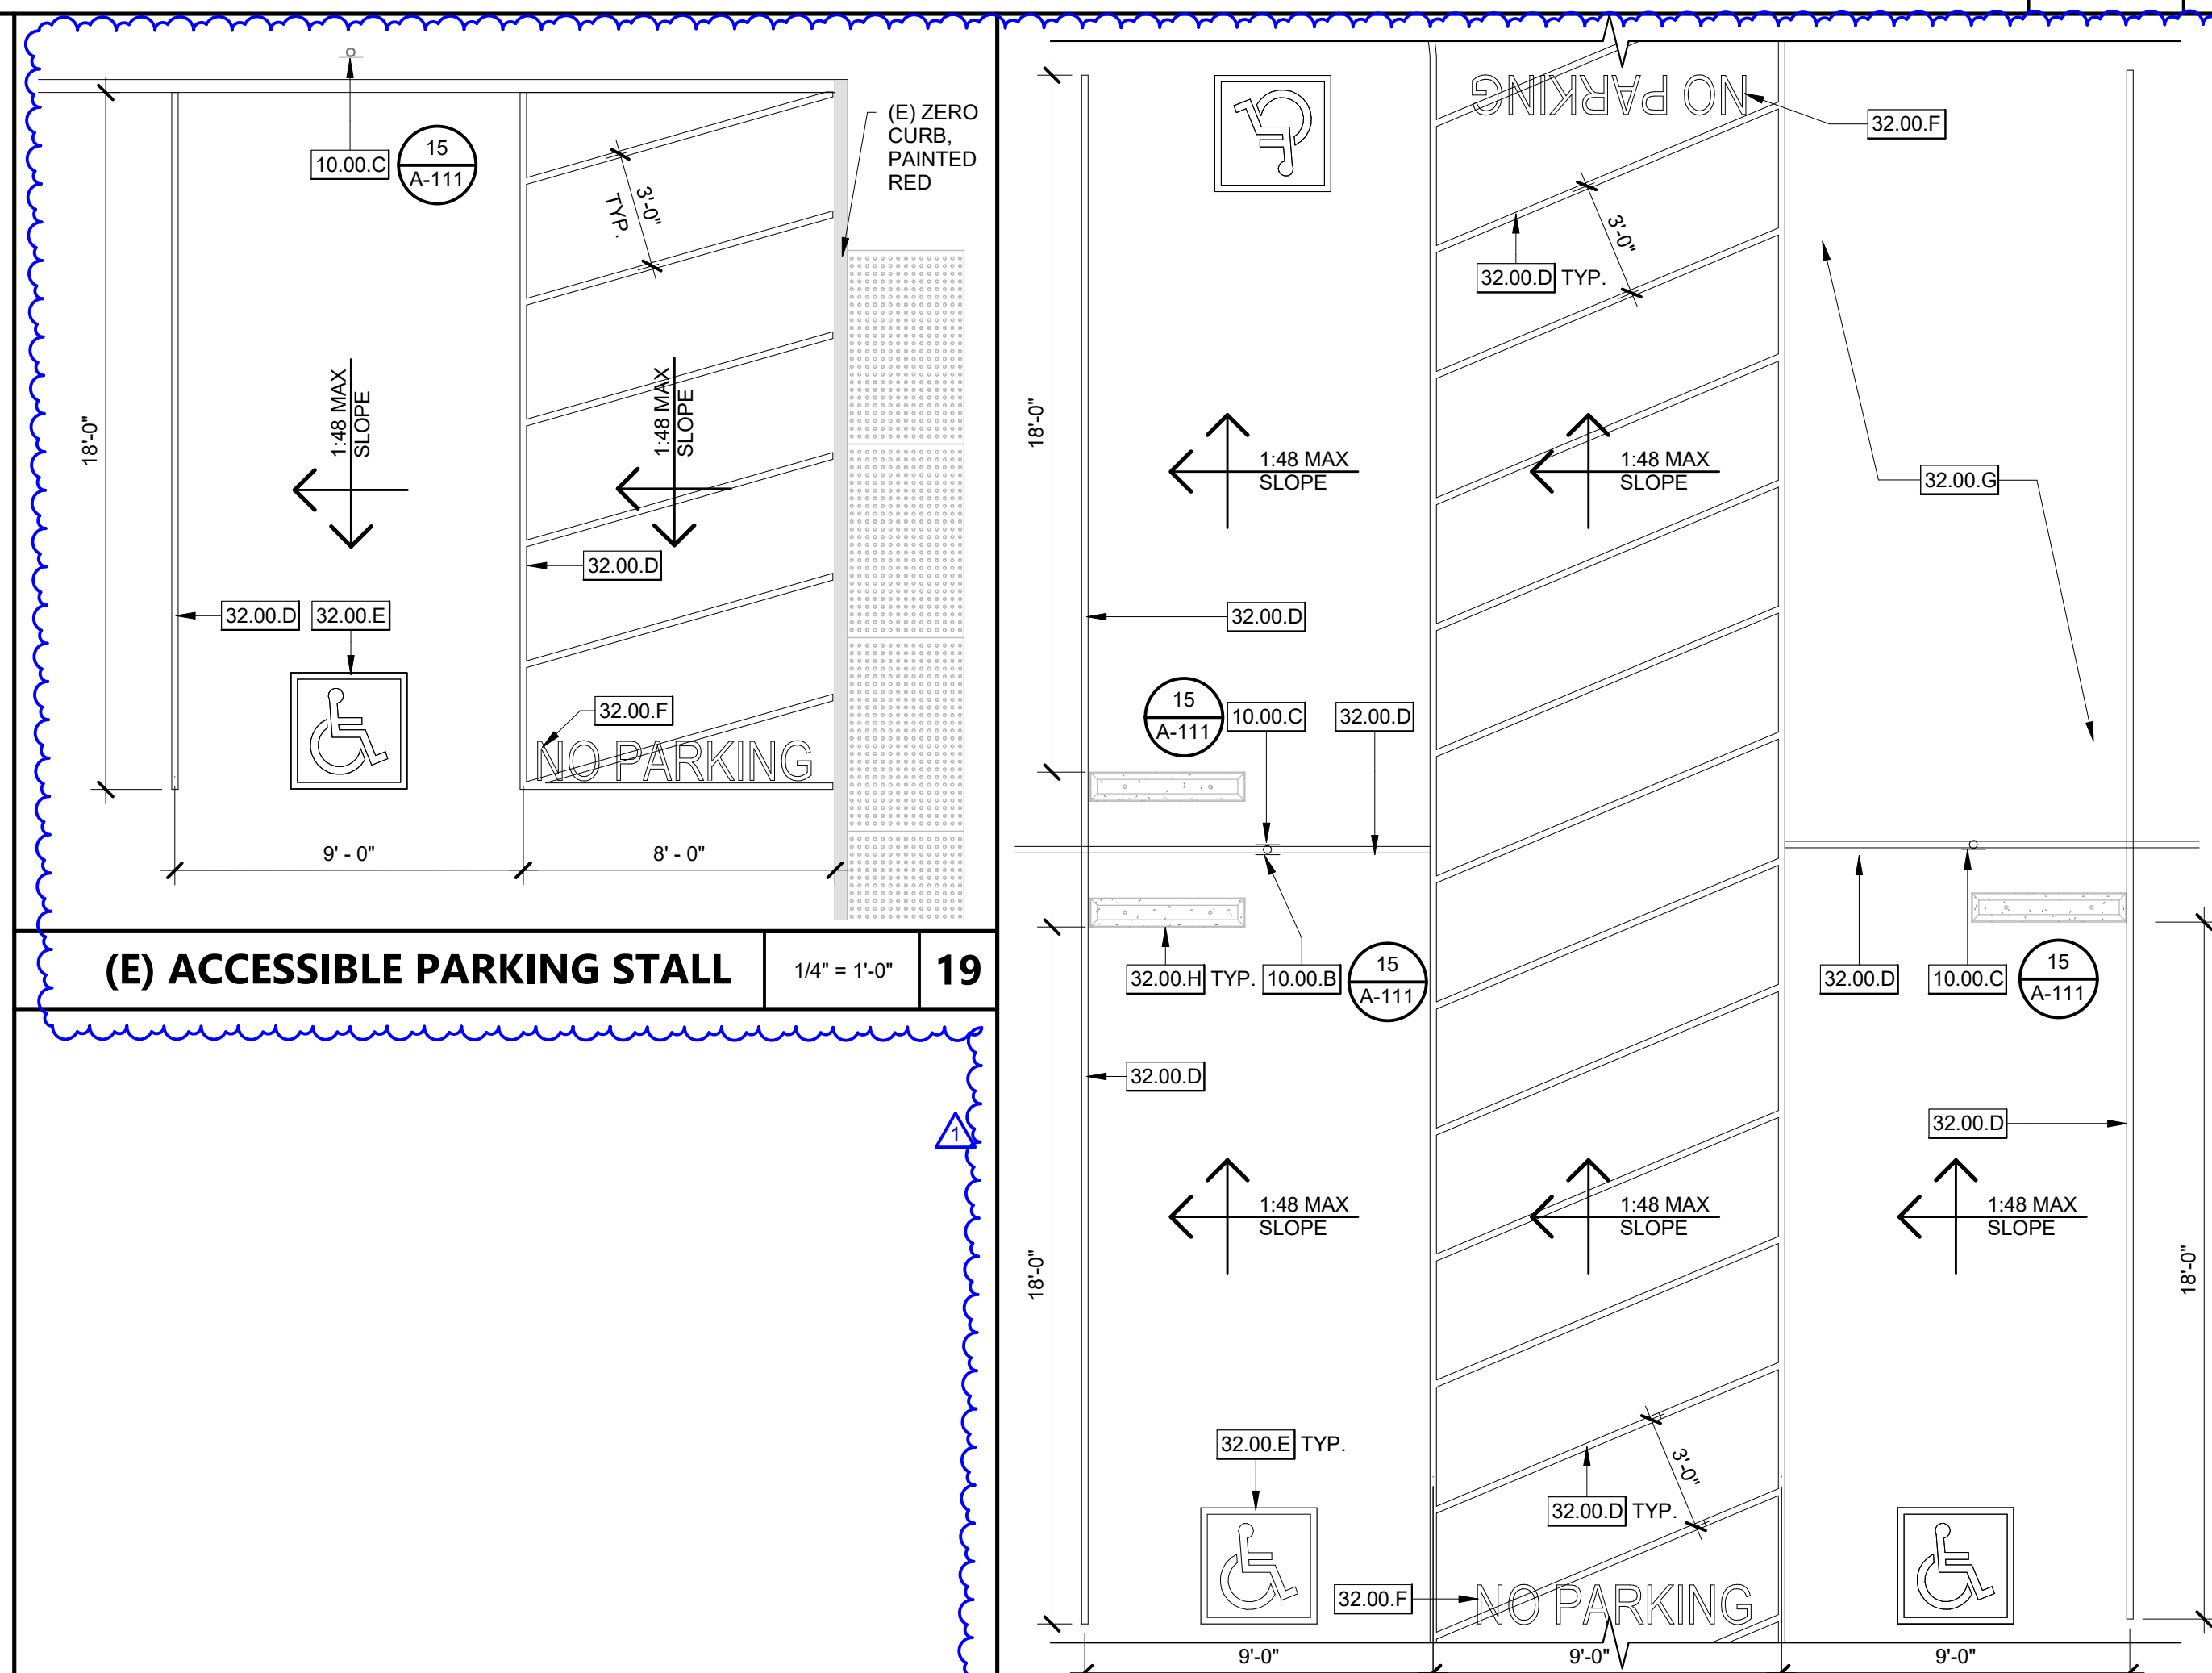 10.00.C
15
A-111
(E) ZERO
CURB,
PAINTED
RED
3'-0"
TYP.
18'-0"
1:48 MAX
SLOPE
1:48 MAX
SLOPE
32.00.D
32.00.D
32.00.E
32.00.F
NO PARKING
9' - 0"
8' - 0"
(E) ACCESSIBLE PARKING STALL
1/4" = 1'-0"
19
1
NO PARKING
32.00.F
3'-0"
32.00.D TYP.
18'-0"
1:48 MAX
SLOPE
1:48 MAX
SLOPE
32.00.G
32.00.D
15
A-111
10.00.C
32.00.D
32.00.H TYP.
10.00.B
15
A-111
32.00.D
10.00.C
15
A-111
32.00.D
32.00.D
1:48 MAX
SLOPE
1:48 MAX
SLOPE
1:48 MAX
SLOPE
18'-0"
18'-0"
32.00.E TYP.
3'-0"
32.00.D TYP.
32.00.F
NO PARKING
9'-0"
9'-0"
9'-0"